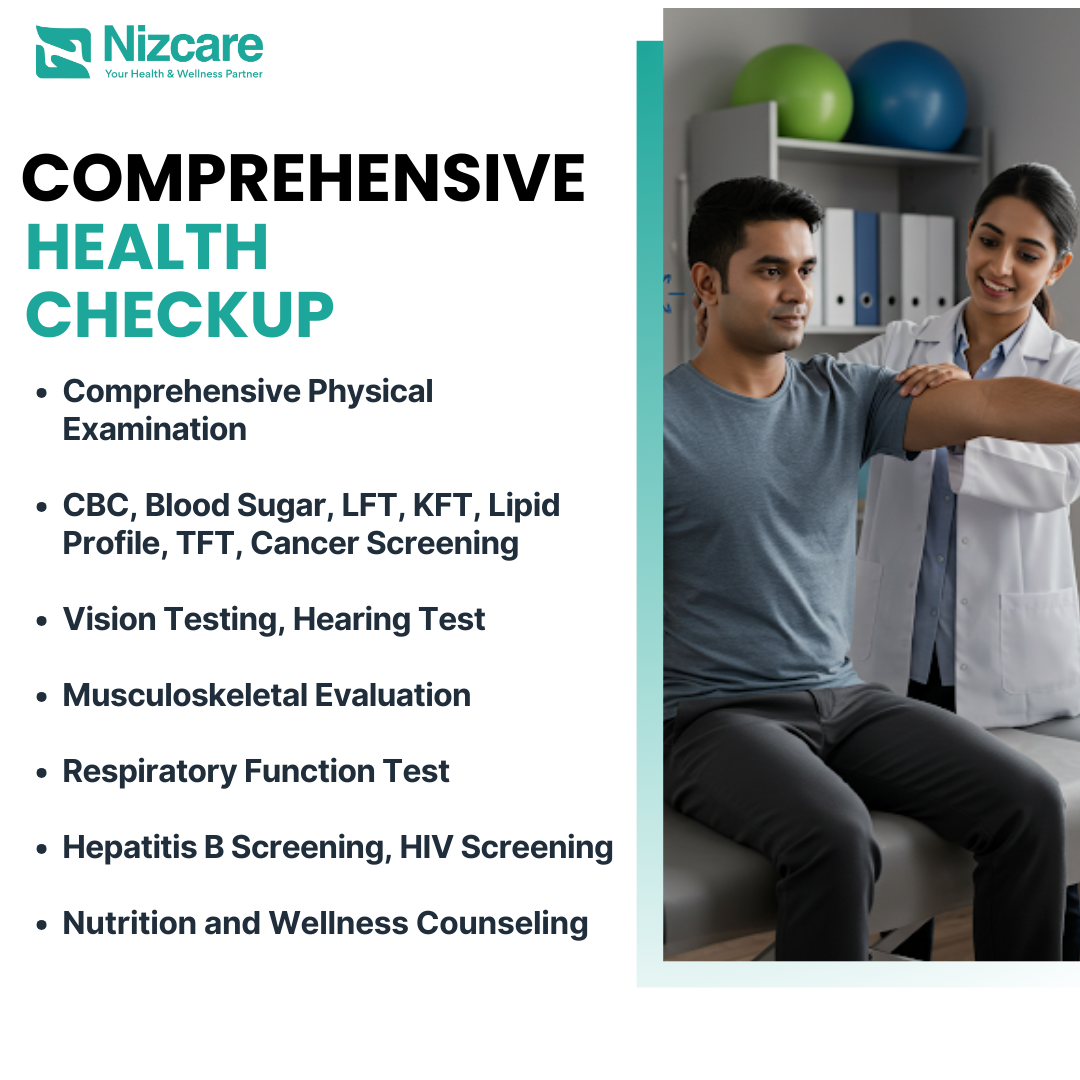 Nizcare
Your Health & Wellness Partner
COMPREHENSIVE
HEALTH
CHECKUP
• Comprehensive Physical
Examination
• CBC, Blood Sugar, LFT, KFT, Lipid
Profile, TFT, Cancer Screening
• Vision Testing, Hearing Test
• Musculoskeletal Evaluation
• Respiratory Function Test
• Hepatitis B Screening, HIV Screening
• Nutrition and Wellness Counseling